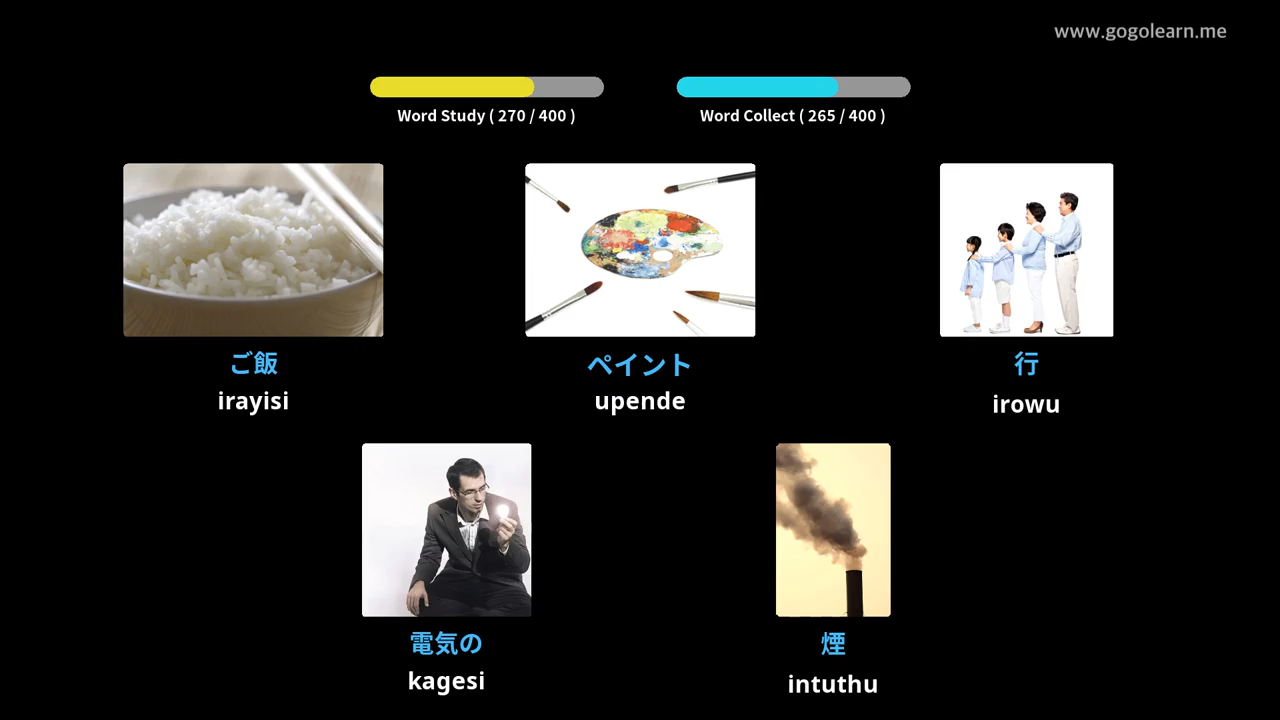 www.gogolearn.me
Word Study ( 270 / 400 )
Word Collect ( 265 / 400 )
ご飯
irayisi
ペイント
upende
行
irowu
電気の
kagesi
煙
intuthu